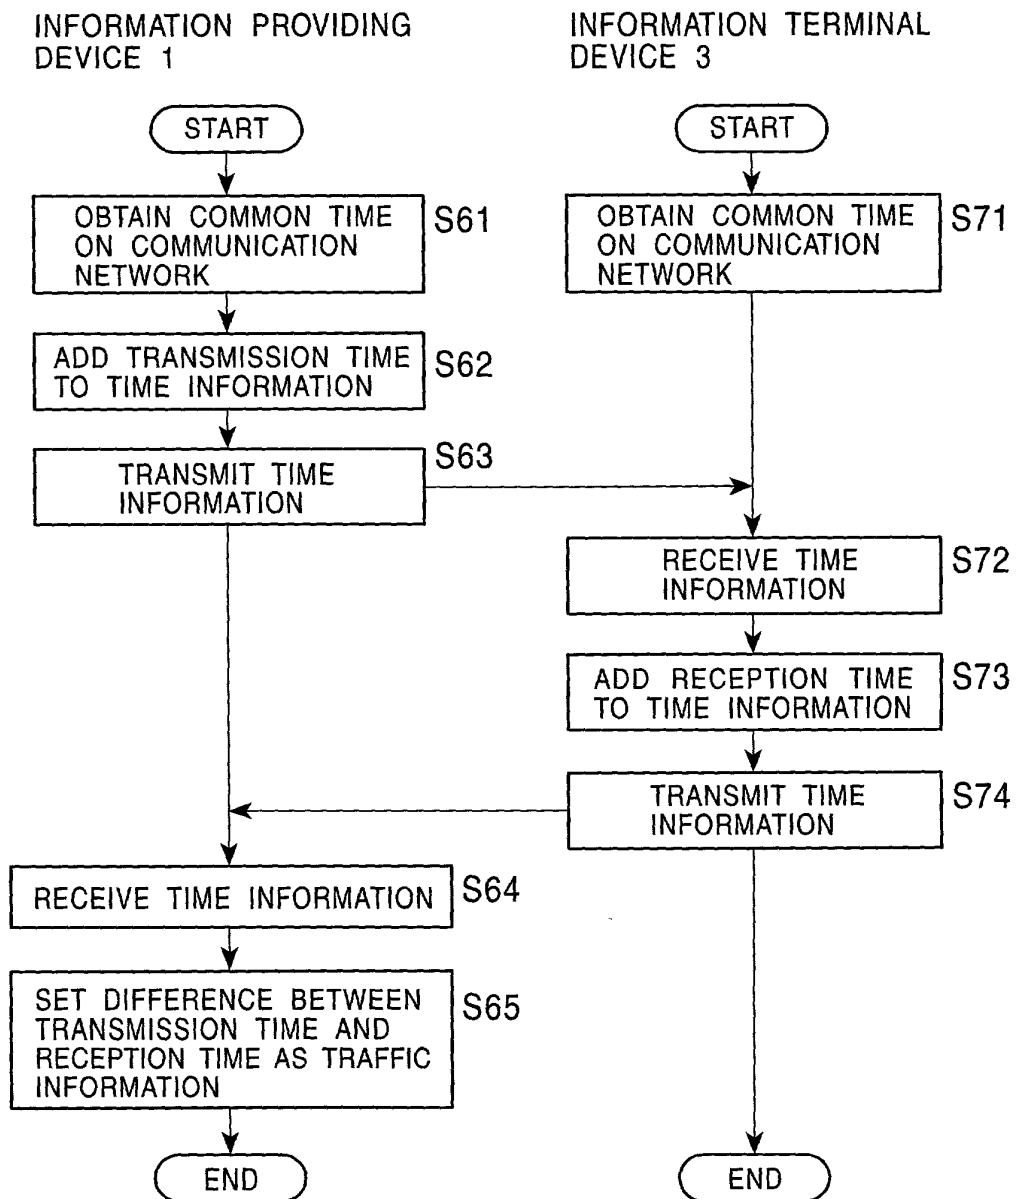 INFORMATION PROVIDING
DEVICE 1
START
OBTAIN COMMON TIME
ON COMMUNICATION
NETWORK
S61
ADD TRANSMISSION TIME
TO TIME INFORMATION
S62
TRANSMIT TIME
INFORMATION
S63
RECEIVE TIME INFORMATION
S64
SET DIFFERENCE BETWEEN
TRANSMISSION TIME AND
RECEPTION TIME AS TRAFFIC
INFORMATION
S65
END
INFORMATION TERMINAL
DEVICE 3
START
OBTAIN COMMON TIME
ON COMMUNICATION
NETWORK
S71
RECEIVE TIME
INFORMATION
S72
ADD RECEPTION TIME
TO TIME INFORMATION
S73
TRANSMIT TIME
INFORMATION
S74
END